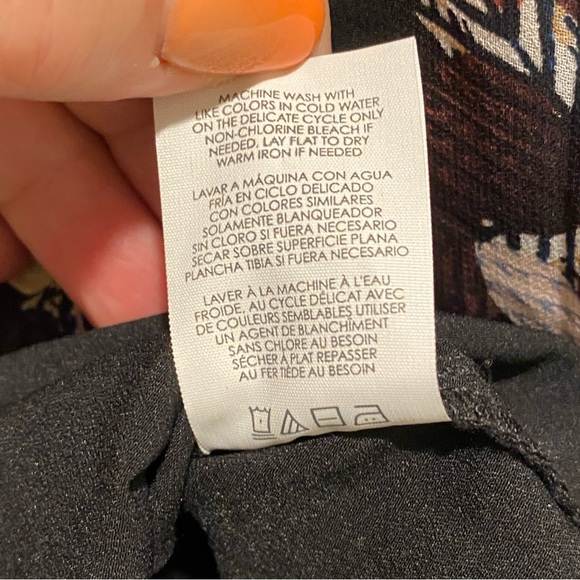 MACHINE WASH WITH
LIKE COLORS IN COLD WATER
ON THE DELICATE CYCLE ONLY
NON-CHLORINE BLEACH IF
NEEDED, LAY FLAT TO DRY
WARM IRON IF NEEDED
LAVAR A MÁQUINA CON AGUA
FRÍA EN CICLO DELICADO
CON COLORES SIMILARES
SOLAMENTE BLANQUEADOR
SIN CLORO SI FUERA NECESARIO
SECAR SOBRE SUPERFICIE PLANA
PLANCHA TIBIA SI FUERA NECESARIO
LAVER À LA MACHINE À L'EAU
FROIDE, AU CYCLE DÉLICAT AVEC
DE COULEURS SEMBLABLES UTILISER
UN AGENT DE BLANCHIMENT
SANS CHLORE AU BESOIN
SÉCHER À PLAT REPASSER
AU FER TIÈDE AU BESOIN